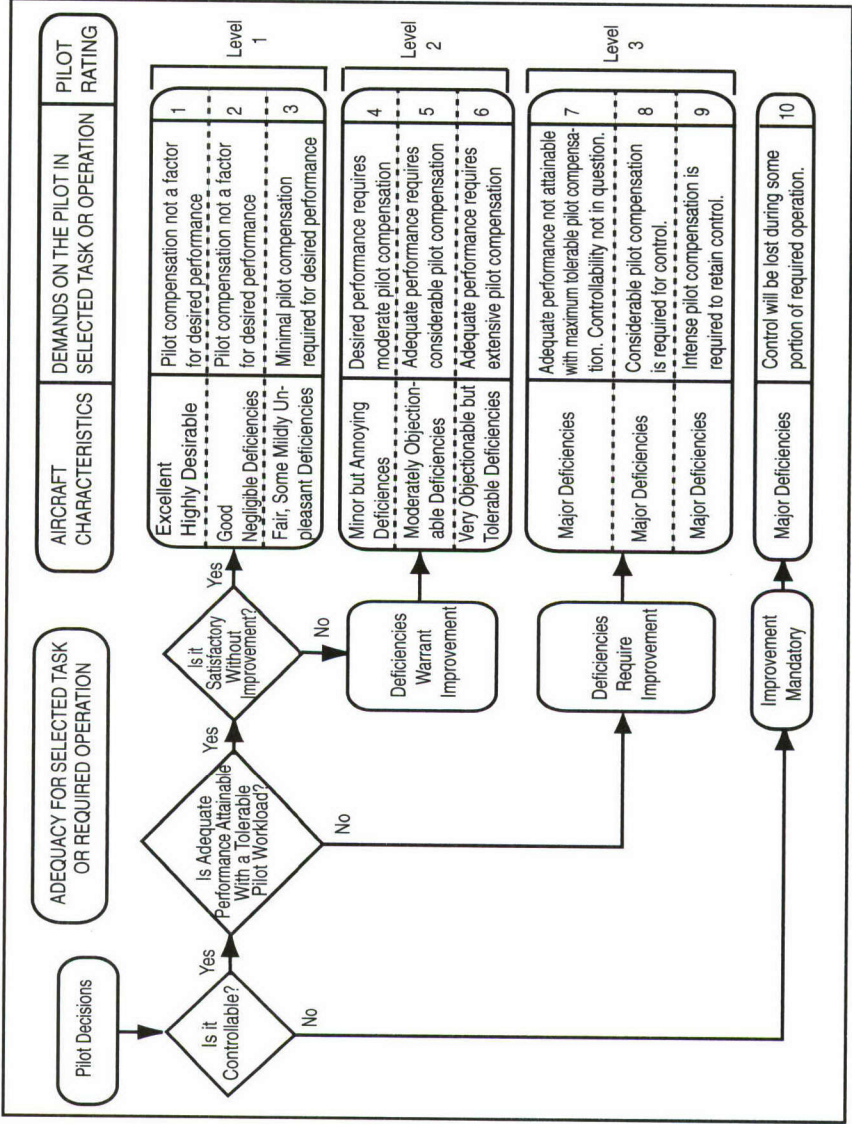 ADEQUACY FOR SELECTED TASK
OR REQUIRED OPERATION
AIRCRAFT
CHARACTERISTICS
DEMANDS ON THE PILOT IN
SELECTED TASK OR OPERATION
PILOT
RATING
Pilot Decisions
Is it
Controllable?
Yes
No
Is Adequate
Performance Attainable
With a Tolerable
Pilot Workload?
Yes
No
Is it
Satisfactory
Without
Improvement?
Yes
No
Excellent
Highly Desirable
Pilot compensation not a factor
for desired performance
1
Good
Negligible Deficiencies
Pilot compensation not a factor
for desired performance
2
Fair, Some Mildly Un-
pleasant Deficiencies
Minimal pilot compensation
required for desired performance
3
Level
1
Deficiencies
Warrant
Improvement
Minor but Annoying
Deficiences
Desired performance requires
moderate pilot compensation
4
Moderately Objection-
able Deficiencies
Adequate performance requires
considerable pilot compensation
5
Very Objectionable but
Tolerable Deficiencies
Adequate performance requires
extensive pilot compensation
6
Level
2
Deficiencies
Require
Improvement
Major Deficiencies
Adequate performance not attainable
with maximum tolerable pilot compensa-
tion. Controllability not in question.
7
Major Deficiencies
Considerable pilot compensation
is required for control.
8
Major Deficiencies
Intense pilot compensation is
required to retain control.
9
Level
3
Improvement
Mandatory
Major Deficiencies
Control will be lost during some
portion of required operation.
10